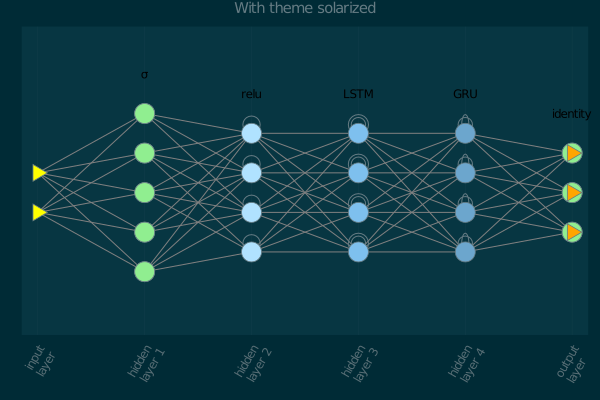 With theme solarized
σ
relu
LSTM
GRU
identity
input
layer
hidden
layer 1
hidden
layer 2
hidden
layer 3
hidden
layer 4
output
layer